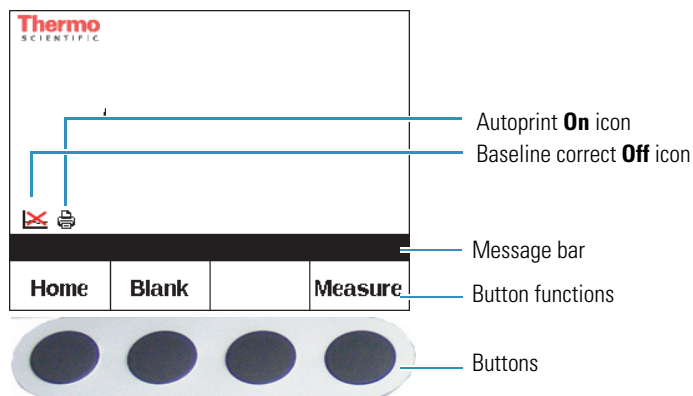 Thermo
SCIENTIFIC
Autoprint On icon
Baseline correct Off icon
Message bar
Home Blank Measure
Button functions
Buttons